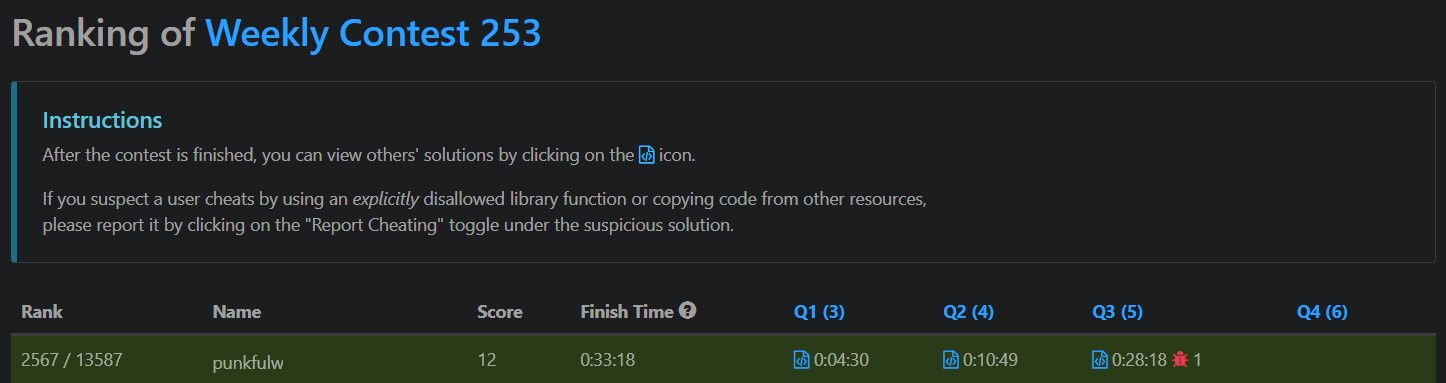 Ranking of Weekly Contest 253
Instructions
After the contest is finished, you can view others' solutions by clicking on the icon.
If you suspect a user cheats by using an explicitly disallowed library function or copying code from other resources,
please report it by clicking on the "Report Cheating" toggle under the suspicious solution.
Rank Name Score Finish Time Q1 (3) Q2 (4) Q3 (5) Q4 (6)
2567 / 13587 punkfulw 12 0:33:18 0:04:30 0:10:49 0:28:18 1